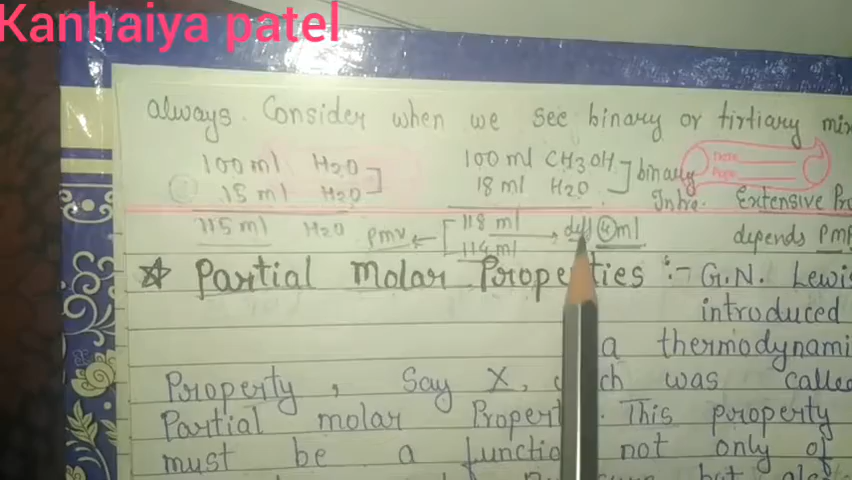 Kanhaiya patel
always. Consider when we see binary or tirtiary mix
100 ml H2O
15 ml H2O
115 ml H2O
100 ml CH3OH
18 ml H2O
binary
Intre.
118 ml
114 ml
PMV
diff 4 ml
Extensive Pro
depends PMP
Partial Molar Properties :- G.N. Lewis
introduced
a thermodynami
Property, Say X, ch was called
Partial molar Propert . This property
must be a functio not only of